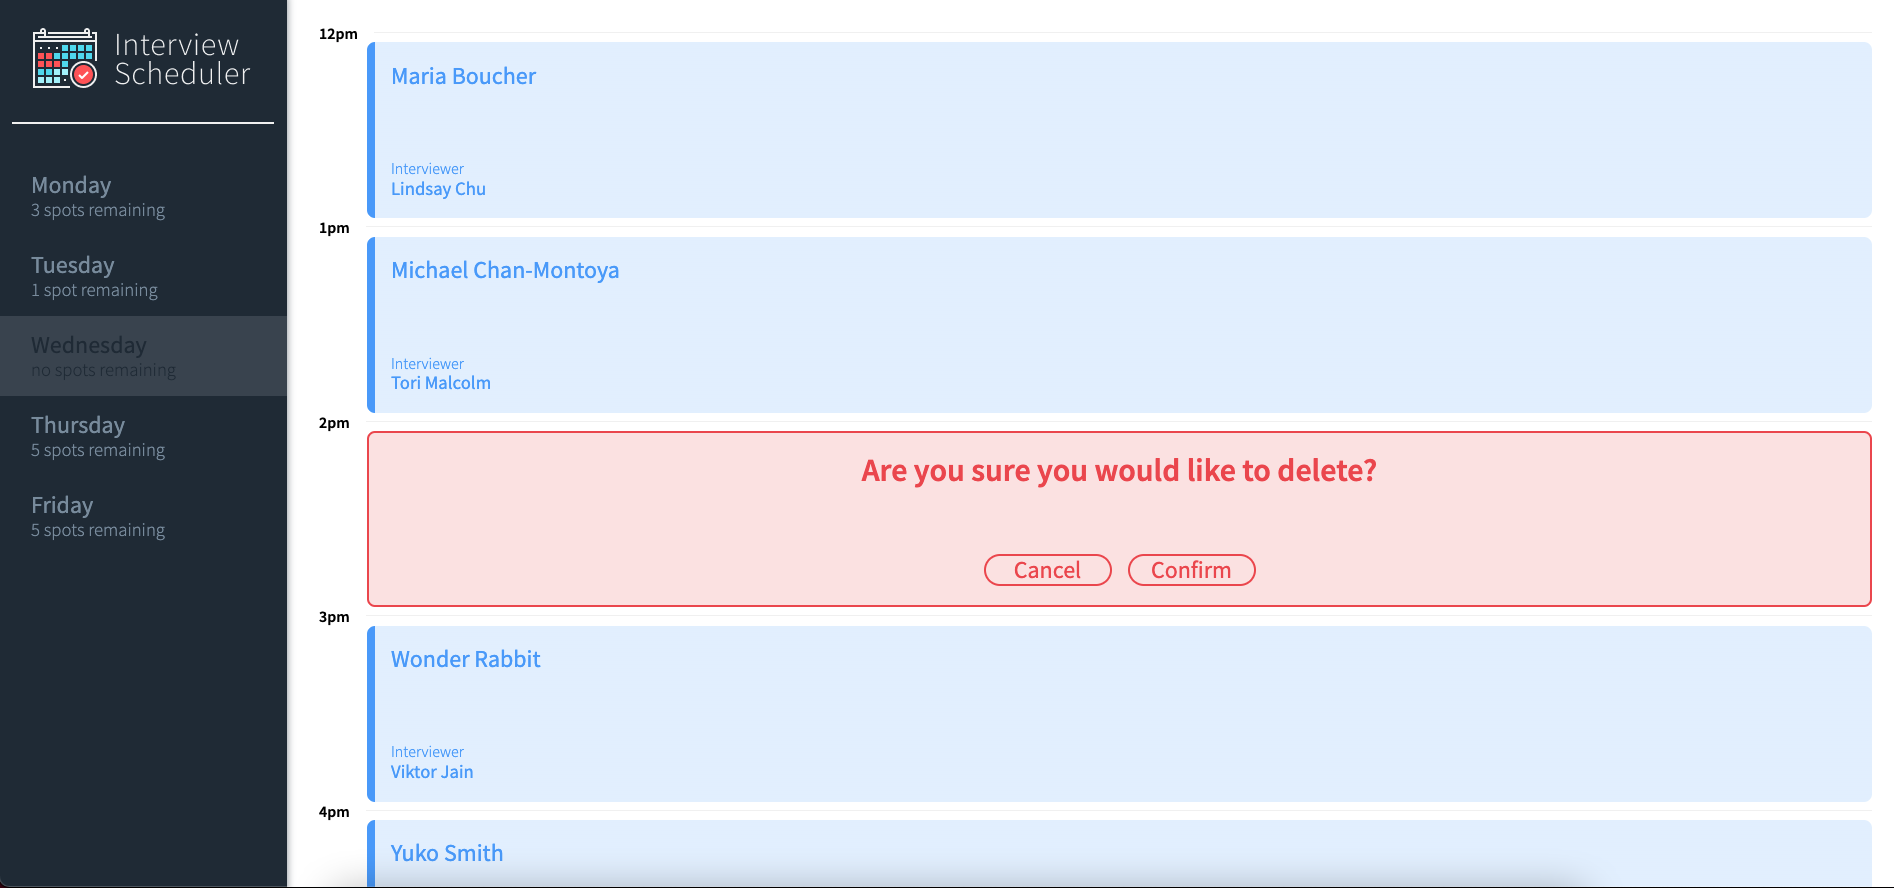 Interview
Scheduler
Monday
3 spots remaining
Tuesday
1 spot remaining
Wednesday
no spots remaining
Thursday
5 spots remaining
Friday
5 spots remaining
12pm
Maria Boucher
Interviewer
Lindsay Chu
1pm
Michael Chan-Montoya
Interviewer
Tori Malcolm
2pm
Are you sure you would like to delete?
Cancel Confirm
3pm
Wonder Rabbit
Interviewer
Viktor Jain
4pm
Yuko Smith